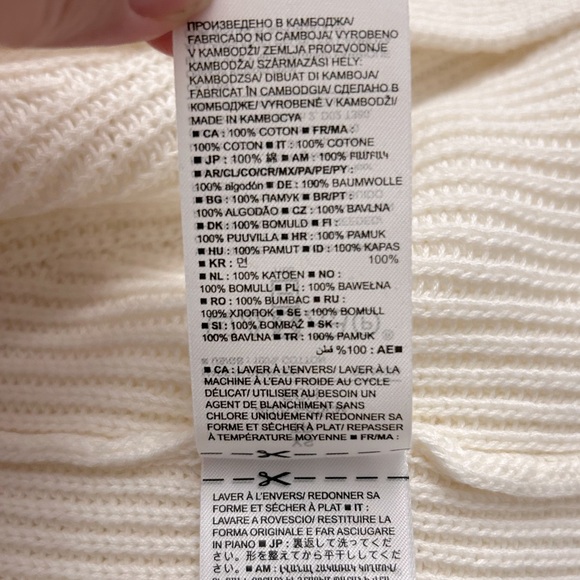 ПРОИЗВЕДЕНО В КАМБОДЖА/
FABRICADO NO CAMBOJA/ VYROBENO
V KAMBODŽI/ ZEMLJA PROIZVODNJE
KAMBODŽA/ SZÁRMAZÁSI HELY:
KAMBODZSA/ DIBUAT DI KAMBOJA/
FABRICAT ÎN CAMBODGIA/ СДЕЛАНО В
КОМБОДЖЕ/ VYROBENÉ V KAMBODŽI/
MADE IN KAMBOCYA
■ CA : 100% COTON ■ FR/MA :
100% COTON ■ IT : 100% COTONE
■ JP : 100% 綿 ■ AM : 100% ԲԱՄԲԱԿ
■ AR/CL/CO/CR/MX/PA/PE/PY :
100% algodón ■ DE : 100% BAUMWOLLE
■ BG : 100% ПАМУК ■ BR/PT :
100% ALGODÃO ■ CZ : 100% BAVLNA
■ DK : 100% BOMULD ■ FI :
100% PUUVILLA ■ HR : 100% PAMUK
■ HU : 100% PAMUT ■ ID : 100% KAPAS
■ KR : 면 100%
■ NL : 100% KATOEN ■ NO :
100% BOMULL ■ PL : 100% BAWEŁNA
■ RO : 100% BUMBAC ■ RU :
100% ХЛОПОК ■ SE : 100% BOMULL
■ SI : 100% BOMBAŽ ■ SK :
100% BAVLNA ■ TR : 100% PAMUK
■AE : 100% قطن
■ CA : LAVER À L'ENVERS/ LAVER À LA
MACHINE À L'EAU FROIDE AU CYCLE
DÉLICAT/ UTILISER AU BESOIN UN
AGENT DE BLANCHIMENT SANS
CHLORE UNIQUEMENT/ REDONNER SA
FORME ET SÉCHER À PLAT/ REPASSER
À TEMPÉRATURE MOYENNE ■ FR/MA :
LAVER À L'ENVERS/ REDONNER SA
FORME ET SÉCHER À PLAT ■ IT :
LAVARE A ROVESCIO/ RESTITUIRE LA
FORMA ORIGINALE E FAR ASCIUGARE
IN PIANO ■ JP : 裏返して洗ってくだ
さい。形を整えてから平干ししてくだ
さい。 ■ AM :